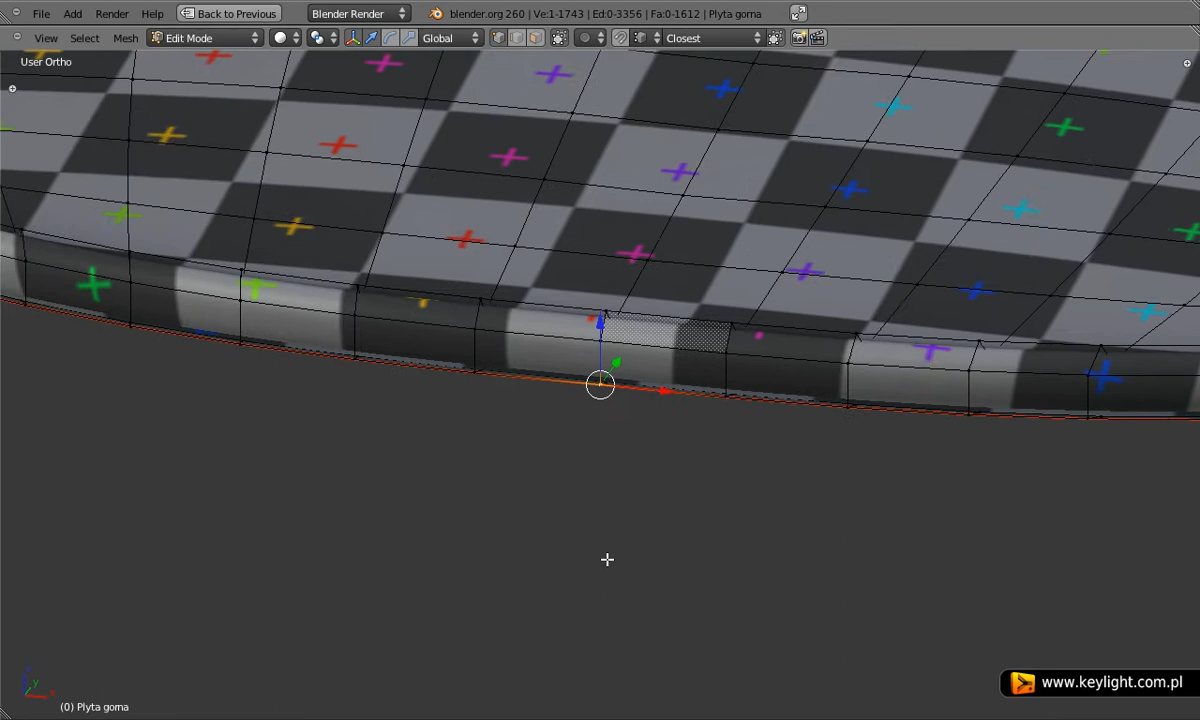 File Add Render Help Back to Previous Blender Render blender.org 260 | Ve:1-1743 | Ed:0-3356 | Fa:0-1612 | Plyta gorna
View Select Mesh Edit Mode Global Closest
User Ortho
z
y
x
(0) Plyta gorna
www.keylight.com.pl